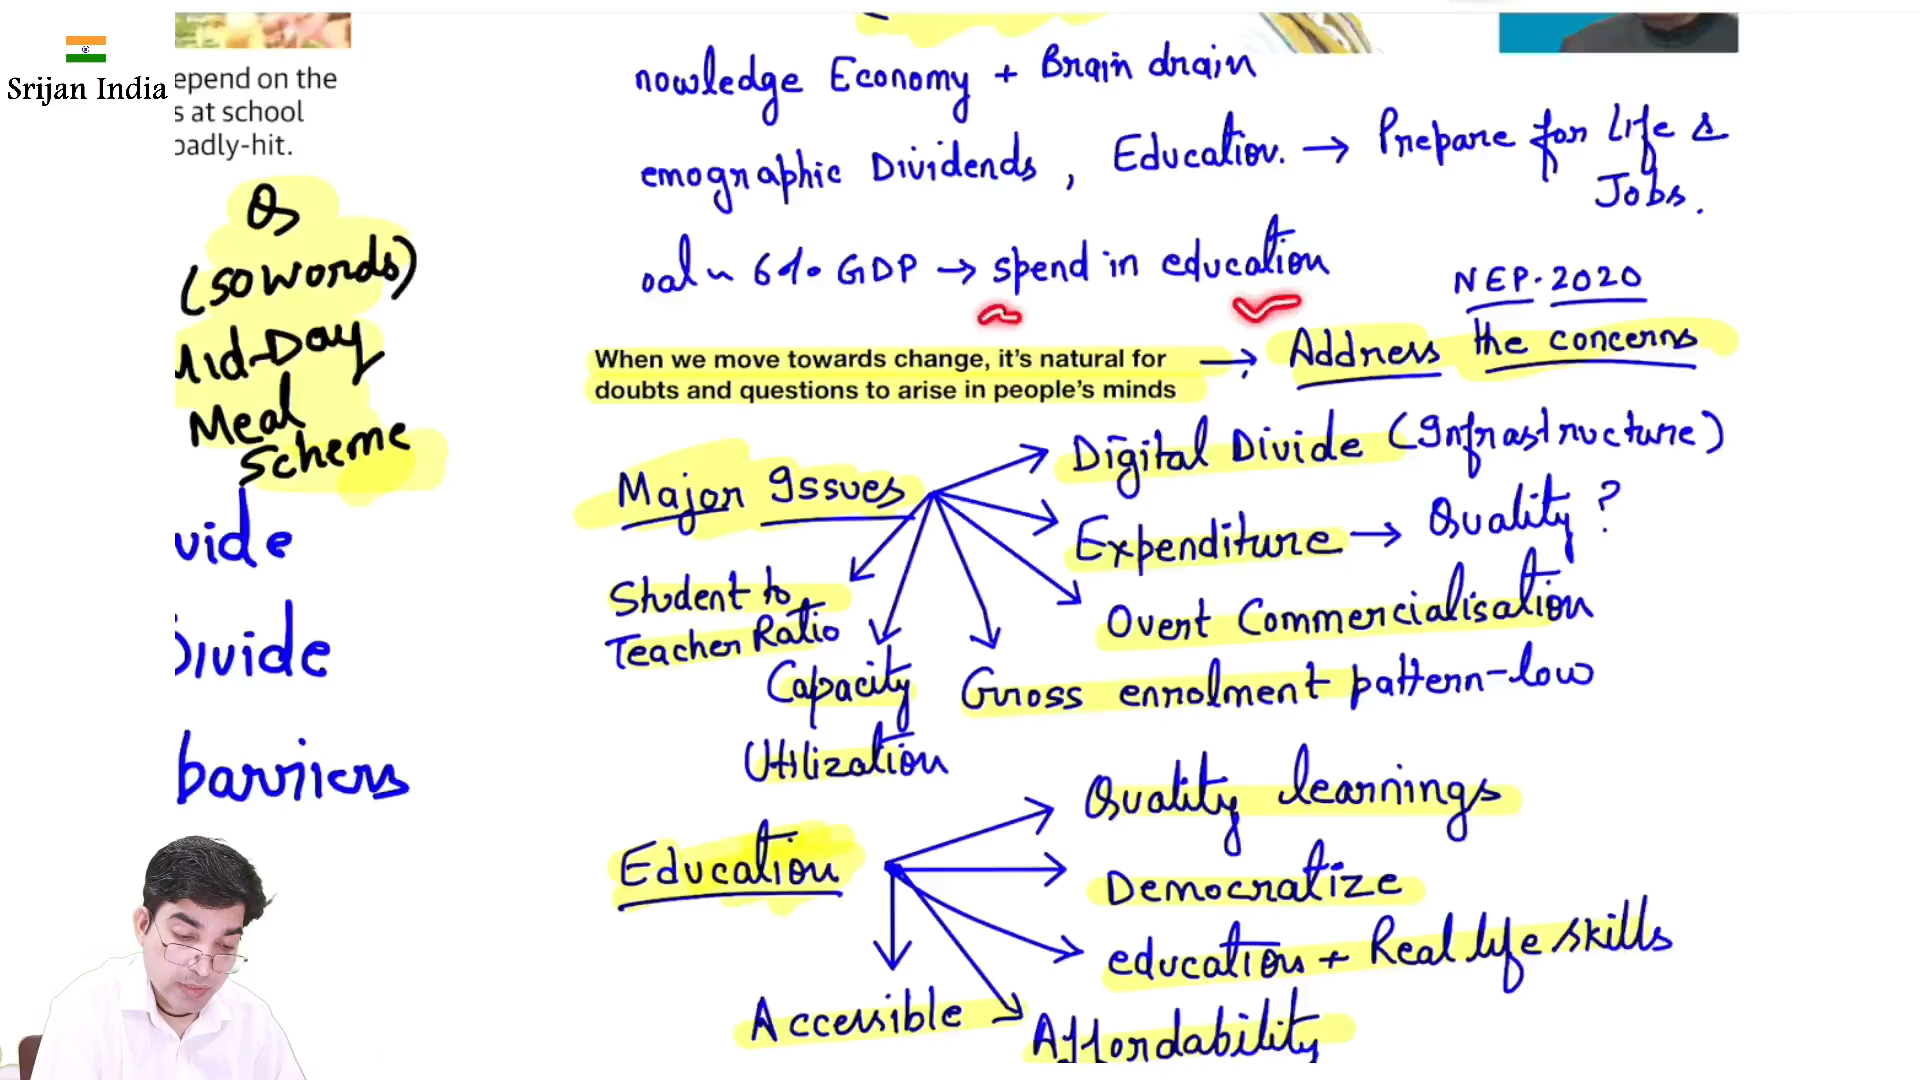 Srijan India
epend on the
s at school
badly-hit.
Qs
(50 words)
Mid-Day
Meal
Scheme
vide
Divide
barriers
nowledge Economy + Brain drain
emographic Dividends, Education. → Prepare for Life &
Jobs.
oal ~ 6% GDP → spend in education
NEP-2020
When we move towards change, it's natural for
doubts and questions to arise in people's minds
→ Address the concerns
Major Issues
Digital Divide (Infrastructure)
Expenditure → Quality?
Overt Commercialisation
Gross enrolment pattern-low
Capacity
Utilization
Student to
Teacher Ratio
Education
Quality learnings
Democratize
education + Real life skills
Affordability
Accessible